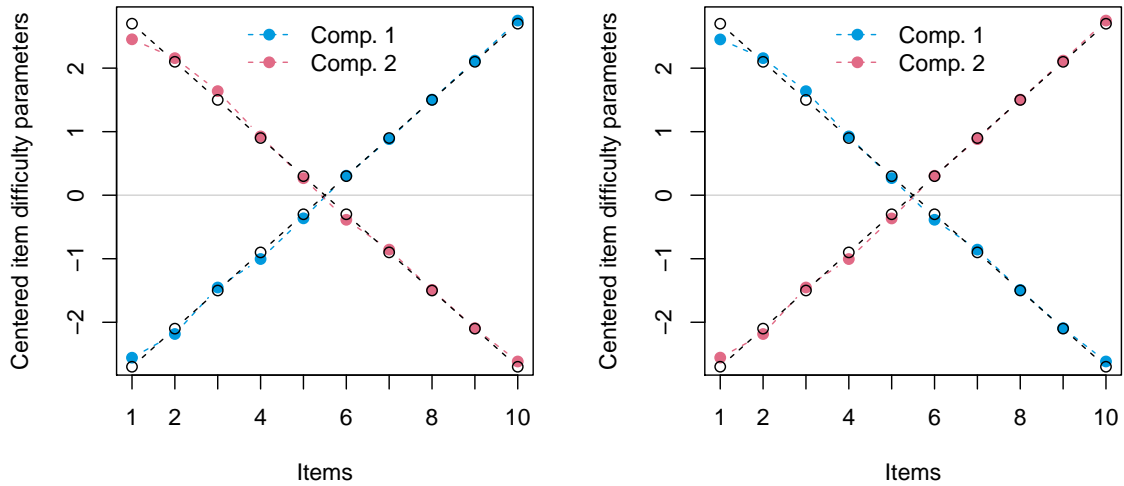 Centered item difficulty parameters
2
1
0
−1
−2
Comp. 1
Comp. 2
1 2 4 6 8 10
Items
Centered item difficulty parameters
2
1
0
−1
−2
Comp. 1
Comp. 2
1 2 4 6 8 10
Items